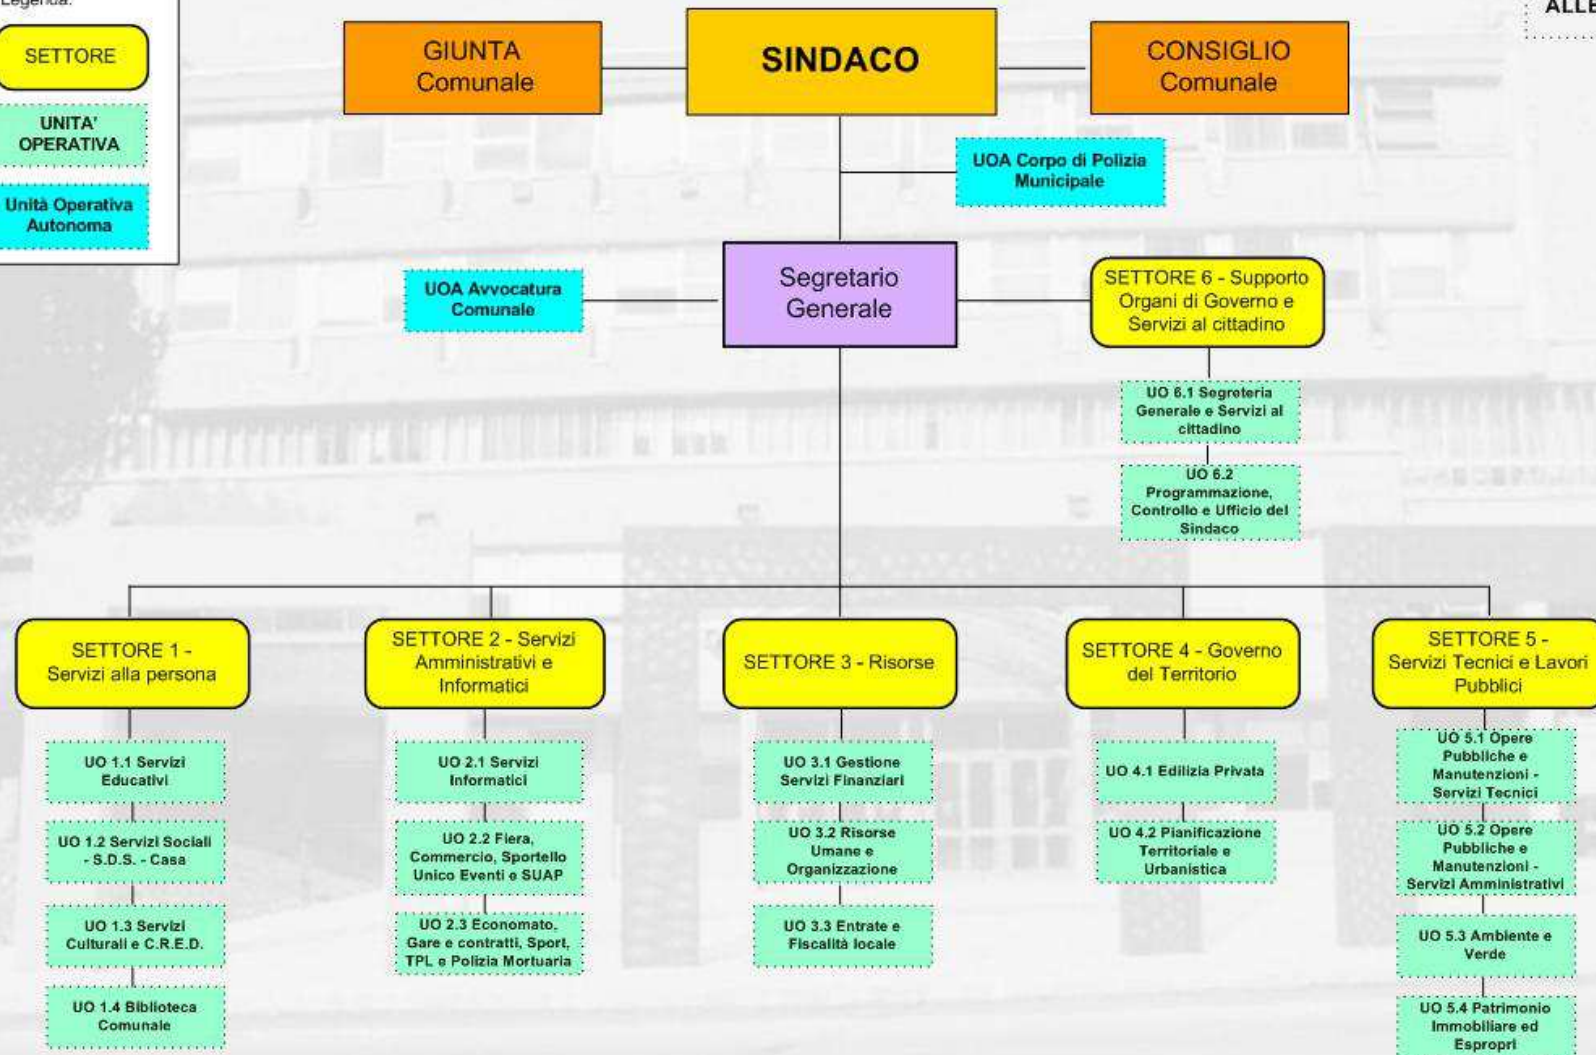 Legenda:
SETTORE
UNITA'
OPERATIVA
Unità Operativa
Autonoma
GIUNTA
Comunale
SINDACO
CONSIGLIO
Comunale
UOA Corpo di Polizia
Municipale
UOA Avvocatura
Comunale
Segretario
Generale
SETTORE 6 - Supporto
Organi di Governo e
Servizi al cittadino
UO 6.1 Segreteria
Generale e Servizi al
cittadino
UO 6.2
Programmazione,
Controllo e Ufficio del
Sindaco
SETTORE 1 -
Servizi alla persona
UO 1.1 Servizi
Educativi
UO 1.2 Servizi Sociali
- S.D.S. - Casa
UO 1.3 Servizi
Culturali e C.R.E.D.
UO 1.4 Biblioteca
Comunale
SETTORE 2 - Servizi
Amministrativi e
Informatici
UO 2.1 Servizi
Informatici
UO 2.2 Fiera,
Commercio, Sportello
Unico Eventi e SUAP
UO 2.3 Economato,
Gare e contratti, Sport,
TPL e Polizia Mortuaria
SETTORE 3 - Risorse
UO 3.1 Gestione
Servizi Finanziari
UO 3.2 Risorse
Umane e
Organizzazione
UO 3.3 Entrate e
Fiscalità locale
SETTORE 4 - Governo
del Territorio
UO 4.1 Edilizia Privata
UO 4.2 Pianificazione
Territoriale e
Urbanistica
SETTORE 5 -
Servizi Tecnici e Lavori
Pubblici
UO 5.1 Opere
Pubbliche e
Manutenzioni -
Servizi Tecnici
UO 5.2 Opere
Pubbliche e
Manutenzioni -
Servizi Amministrativi
UO 5.3 Ambiente e
Verde
UO 5.4 Patrimonio
Immobiliare ed
Espropri